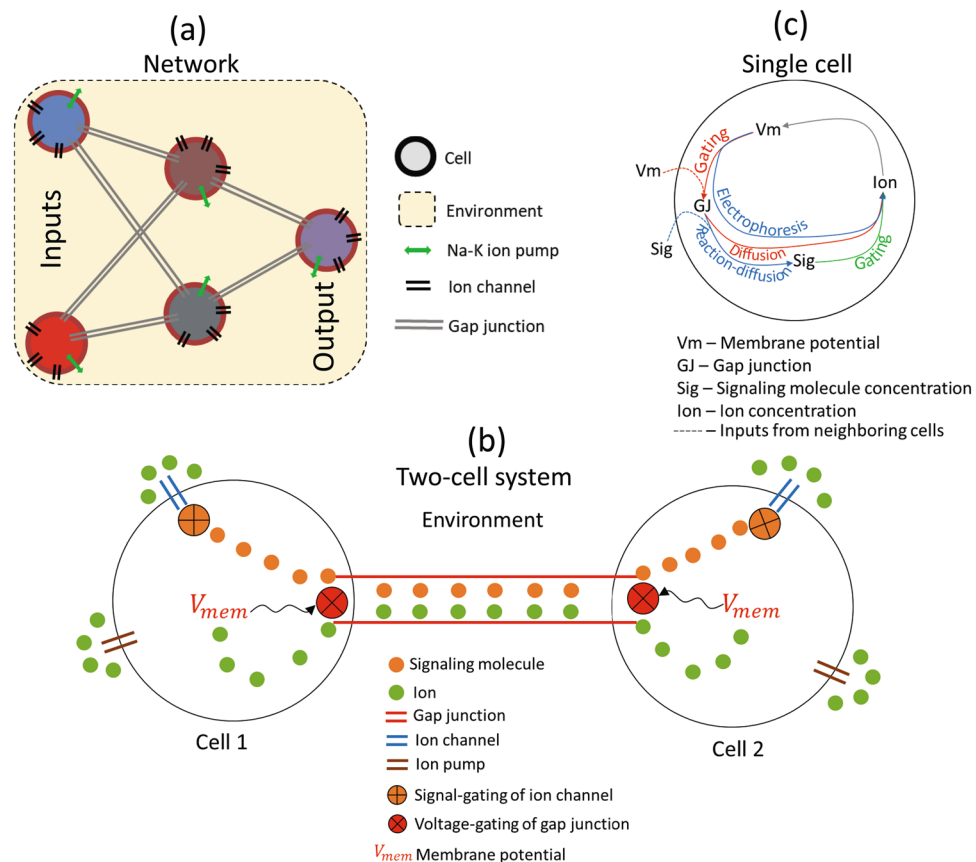 (a)
Network
Inputs
Output
Cell
Environment
Na-K ion pump
Ion channel
Gap junction
(c)
Single cell
Vm
Gating
Vm
GJ
Ion
Electrophoresis
Diffusion
Sig
reaction-diffusion
Sig
Gating
Vm – Membrane potential
GJ – Gap junction
Sig – Signaling molecule concentration
Ion – Ion concentration
– Inputs from neighboring cells
(b)
Two-cell system
Environment
Vmem
Vmem
Cell 1
Cell 2
Signaling molecule
Ion
Gap junction
Ion channel
Ion pump
Signal-gating of ion channel
Voltage-gating of gap junction
Vmem Membrane potential